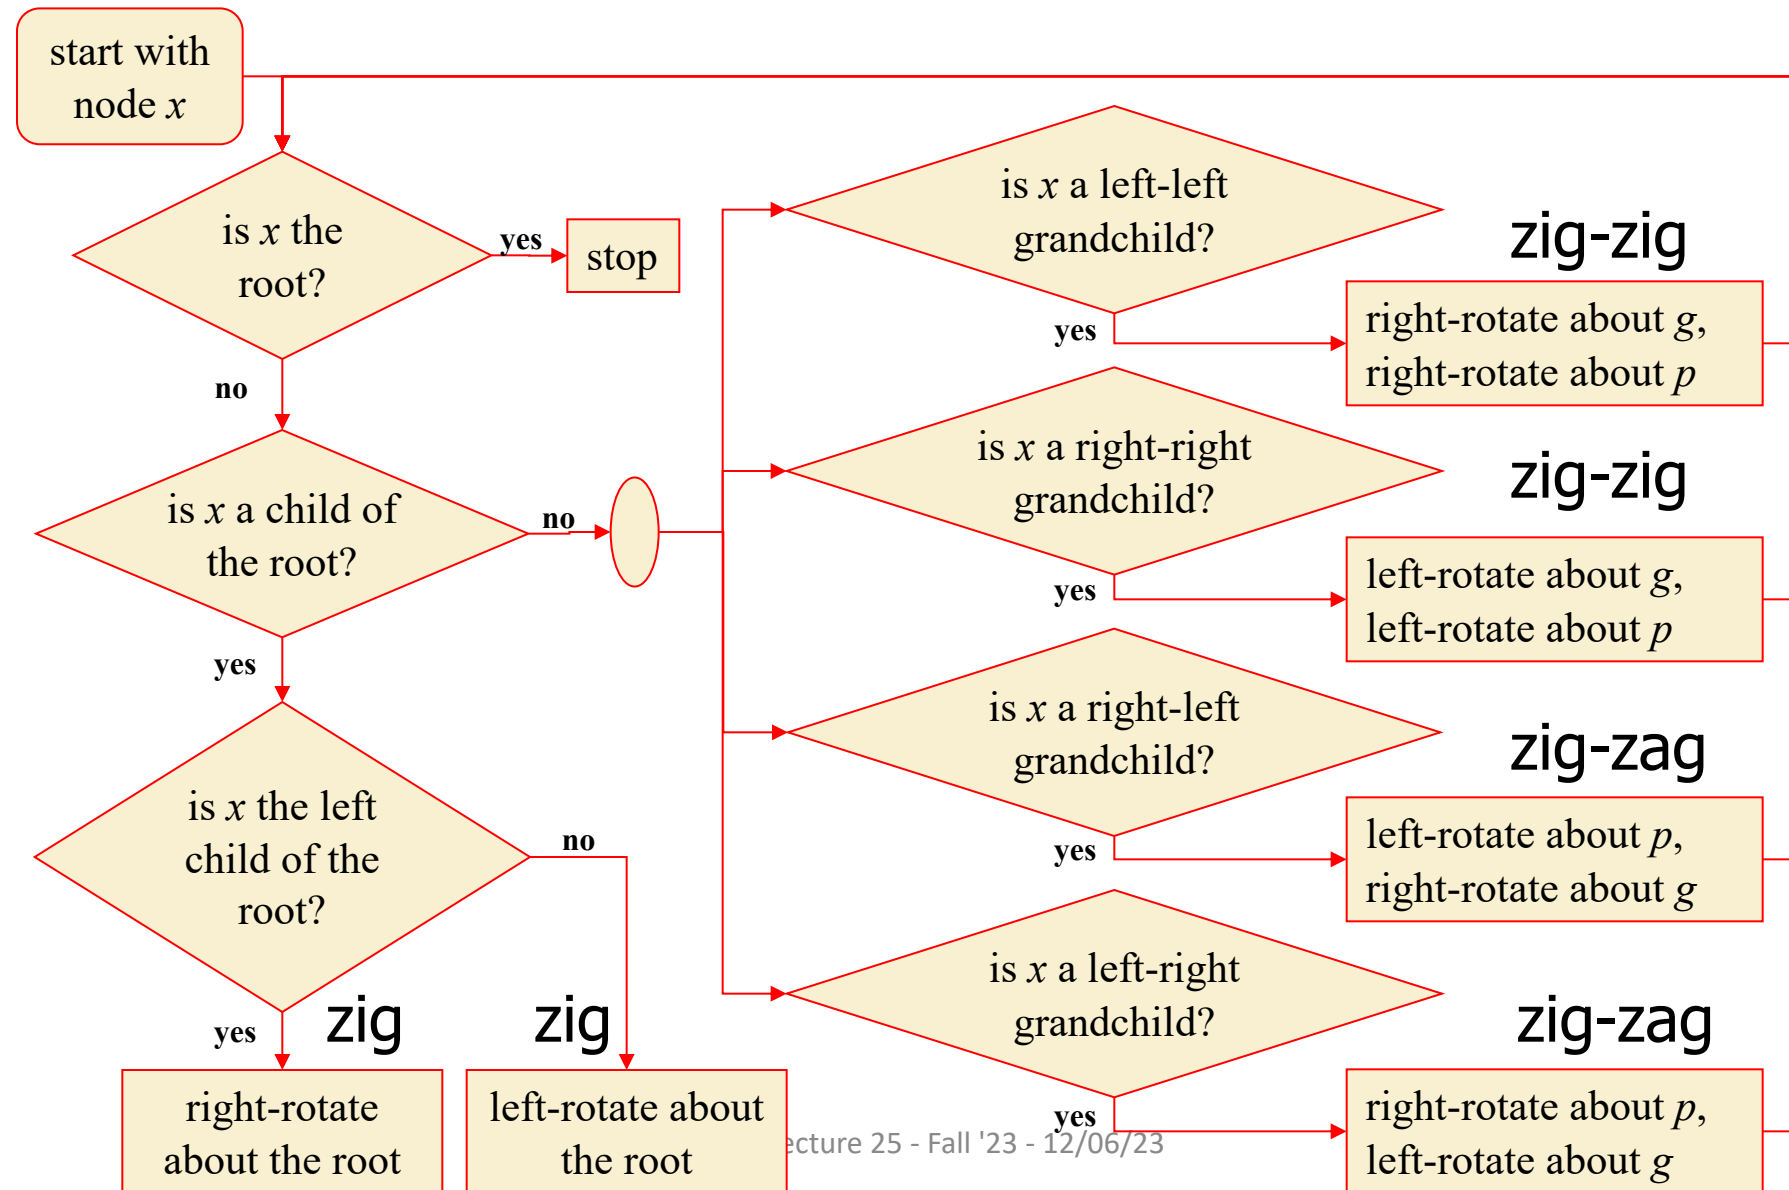 start with
node x
is x the
root?
yes
stop
no
is x a child of
the root?
no
yes
is x the left
child of the
root?
no
yes
zig
zig
right-rotate
about the root
left-rotate about
the root
is x a left-left
grandchild?
yes
zig-zig
right-rotate about g,
right-rotate about p
is x a right-right
grandchild?
yes
zig-zig
left-rotate about g,
left-rotate about p
is x a right-left
grandchild?
yes
zig-zag
left-rotate about p,
right-rotate about g
is x a left-right
grandchild?
yes
zig-zag
right-rotate about p,
left-rotate about g
ecture 25 - Fall '23 - 12/06/23